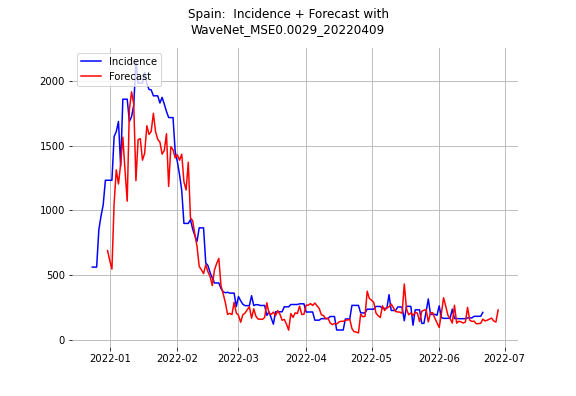 Spain:  Incidence + Forecast with
WaveNet_MSE0.0029_20220409
Incidence
Forecast
2000
1500
1000
500
0
2022-01 2022-02 2022-03 2022-04 2022-05 2022-06 2022-07